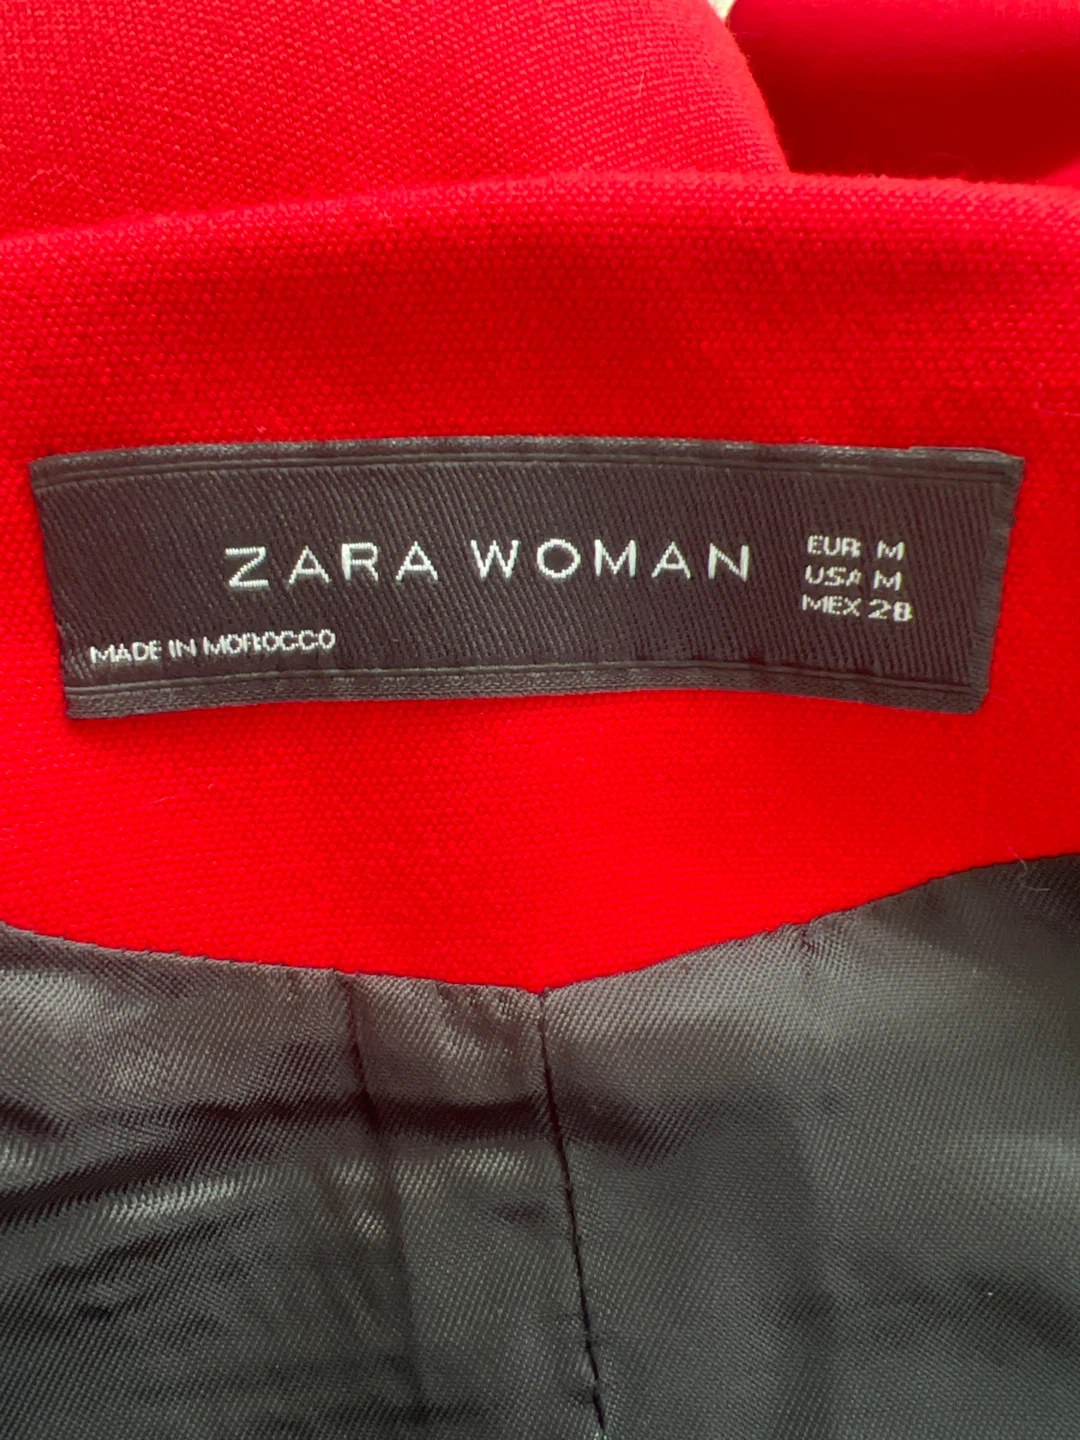 ZARA WOMAN
EUR M
USA M
MEX 28
MADE IN MOROCCO